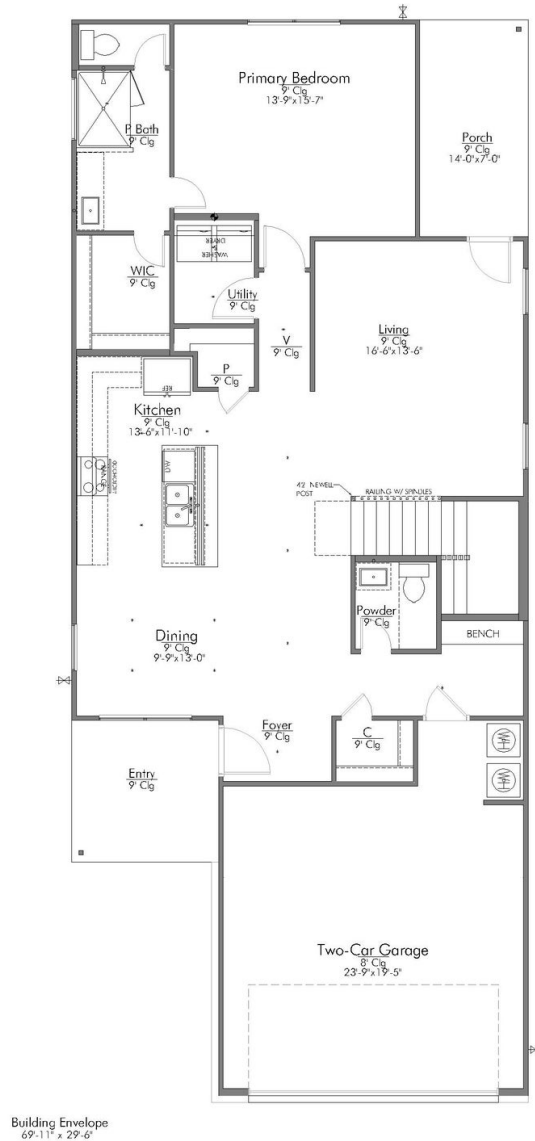 Primary Bedroom
9' Clg
13'-9"x15'-7"
P Bath
9' Clg
Porch
9' Clg
14'-0"x7'-0"
WASHER
DRYER
WIC
9' Clg
Utility
9' Clg
V
9' Clg
Living
9' Clg
16'-6"x13'-6"
P
9' Clg
REF
Kitchen
9' Clg
13'-6"x11'-10"
DW
RANGE
42" NEWELL
POST
RAILING W/ SPINDLES
Powder
9' Clg
BENCH
Dining
9' Clg
9'-9"x13'-0"
Foyer
9' Clg
C
9' Clg
WH
WH
Entry
9' Clg
Two-Car Garage
8' Clg
23'-9"x19'-5"
Building Envelope
69'-11" x 29'-6"